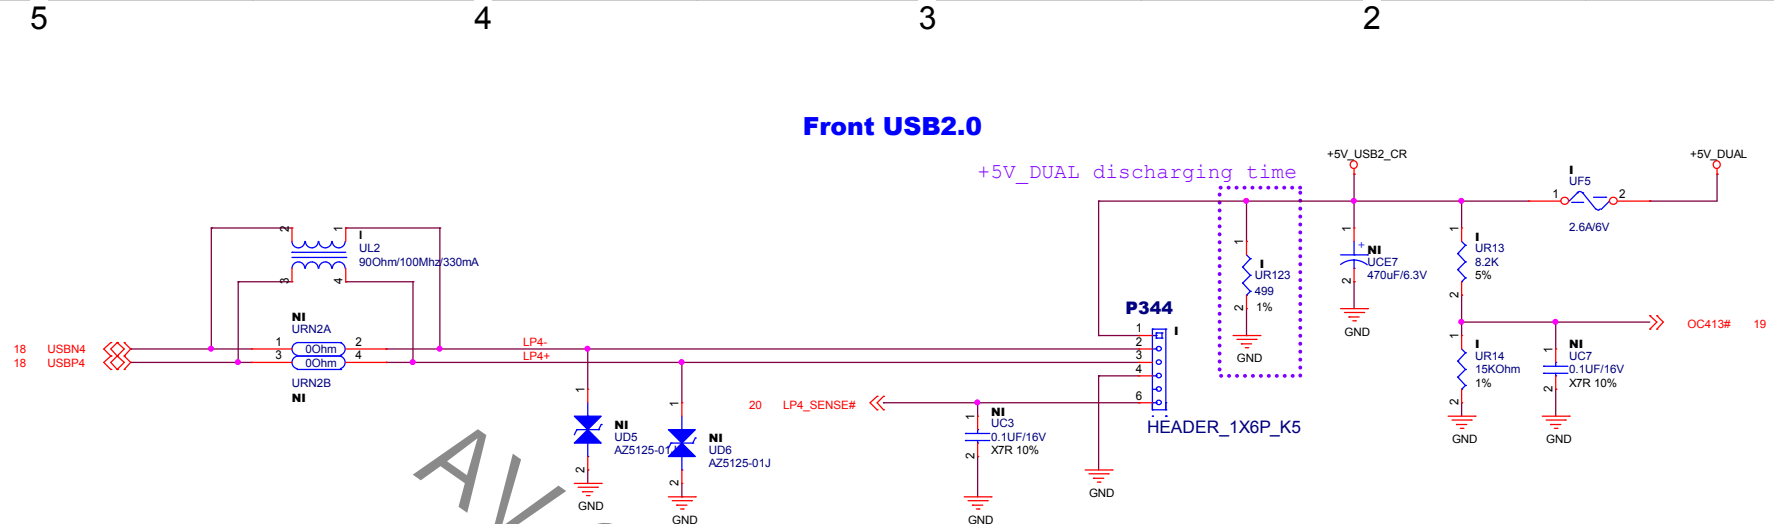 5 4 3 2
Front USB2.0
+5V_DUAL discharging time
+5V_USB2_CR
+5V_DUAL
I
UF5
1 2
2.6A/6V
2 1
I
UL2
90Ohm/100Mhz/330mA
3 4
1
I
UR123
499
1%
2
GND
1
+
NI
UCE7
470uF/6.3V
2
GND
1
I
UR13
8.2K
5%
2
P344
I
1
2
3
4
6
HEADER_1X6P_K5
OC413# 19
NI
URN2A
18 USBN4
1 0Ohm 2
18 USBP4
3 0Ohm 4
URN2B
NI
LP4-
LP4+
1
I
UR14
15KOhm
1%
2
GND
1
NI
UC7
0.1UF/16V
X7R 10%
2
GND
1
NI
UD5
AZ5125-01J
2
GND
1
NI
UD6
AZ5125-01J
2
GND
20 LP4_SENSE#
1
NI
UC3
0.1UF/16V
X7R 10%
2
GND
GND
AV